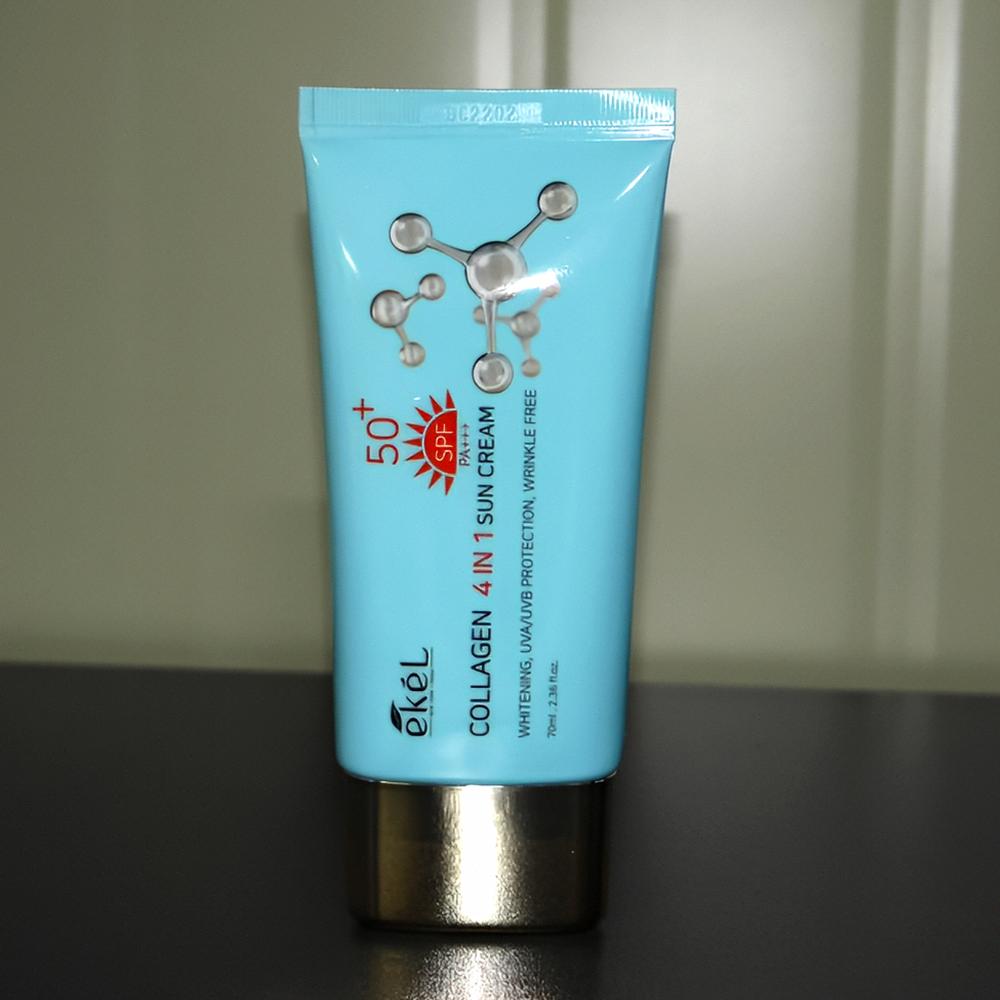 50+
SPF
PA+++
ekéL
COLLAGEN 4 IN 1 SUN CREAM
WHITENING, UVA/UVB PROTECTION, WRINKLE FREE
70ml. 2.36 fl.oz.